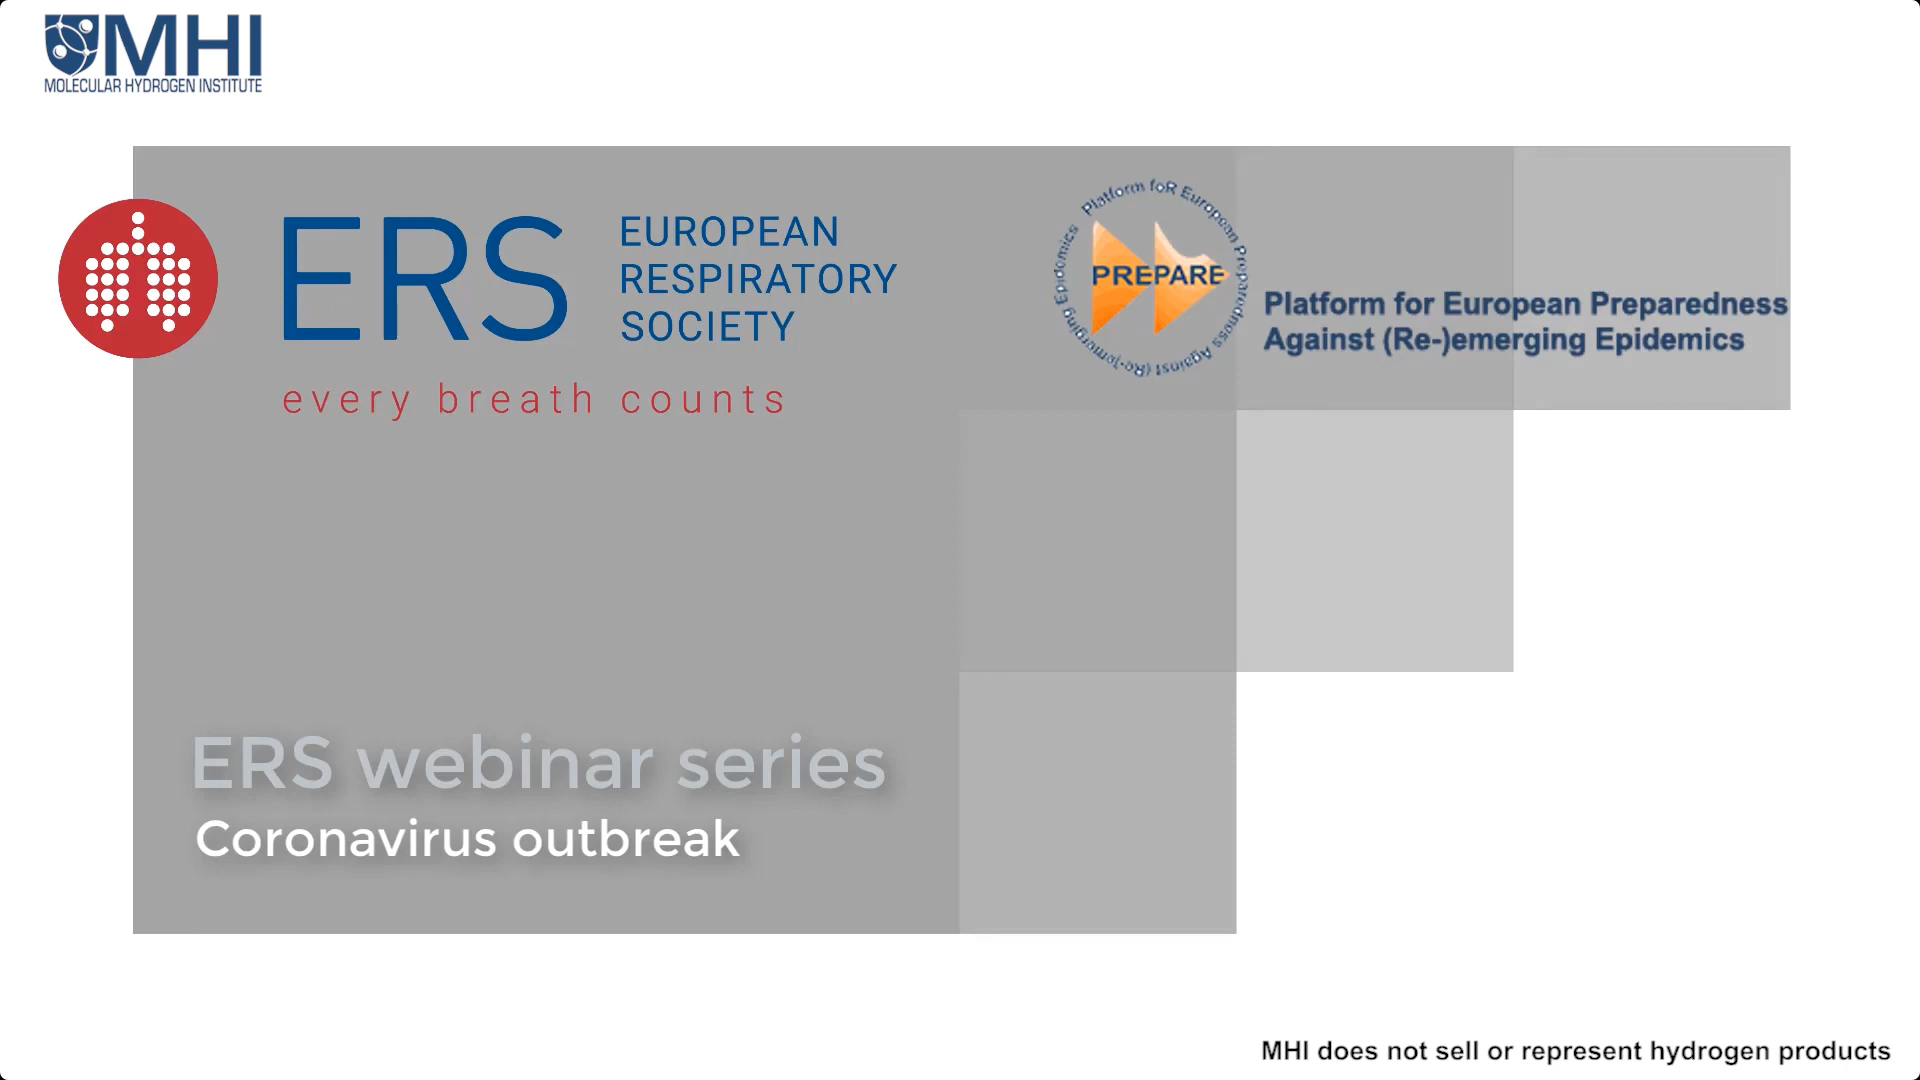 MHI
MOLECULAR HYDROGEN INSTITUTE
ERS
EUROPEAN
RESPIRATORY
SOCIETY
every breath counts
Platform foR European Preparedness Against (Re-)emerging Epidemics
PREPARE
Platform for European Preparedness
Against (Re-)emerging Epidemics
ERS webinar series
Coronavirus outbreak
MHI does not sell or represent hydrogen products